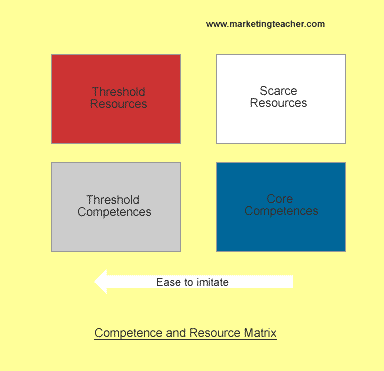 www.marketingteacher.com
Threshold
Resources
Scarce
Resources
Threshold
Competences
Core
Competences
Ease to imitate
Competence and Resource Matrix